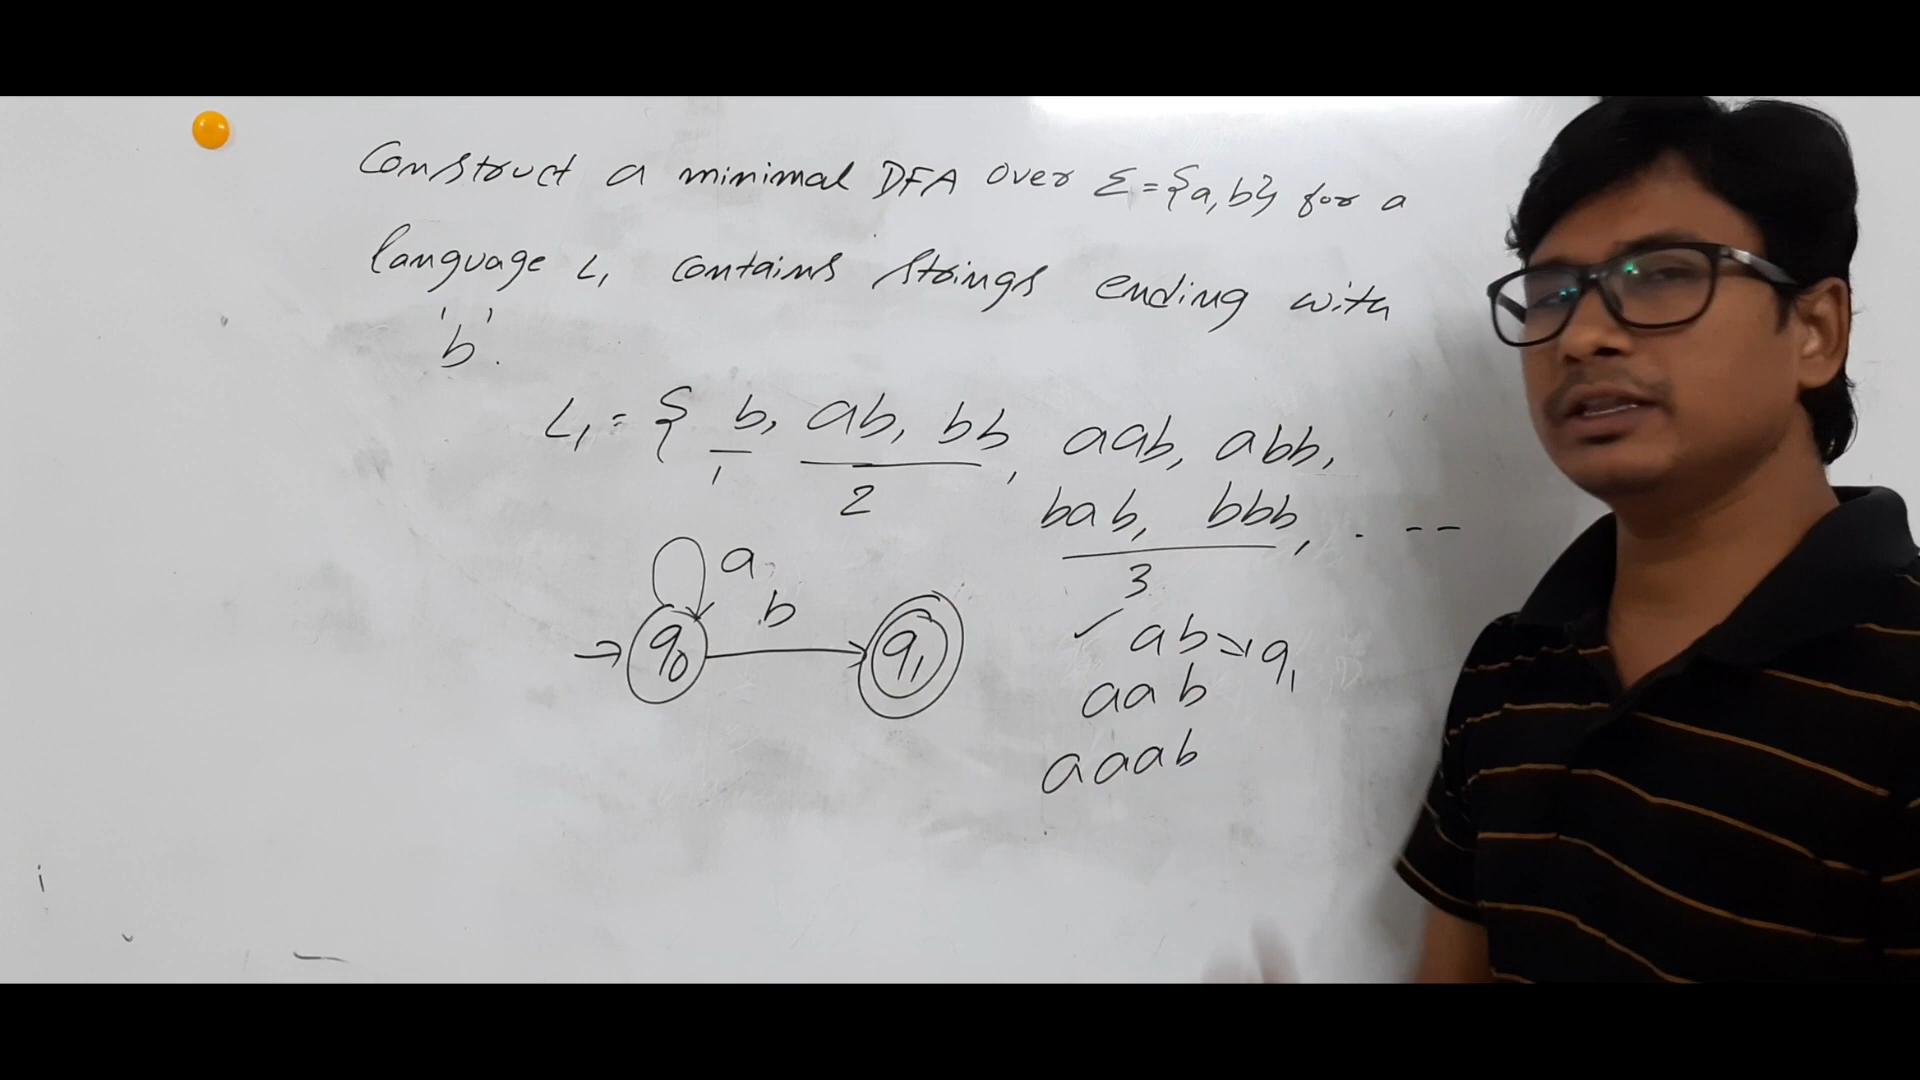 Construct a minimal DFA over Σ={a,b} for a
language L₁ contains strings ending with
'b'.
L₁ = { b, ab, bb, aab, abb,
bab, bbb, . --
1
2
3
a
b
→ q₀
q₁
✓ ab => q₁
aab
aaab